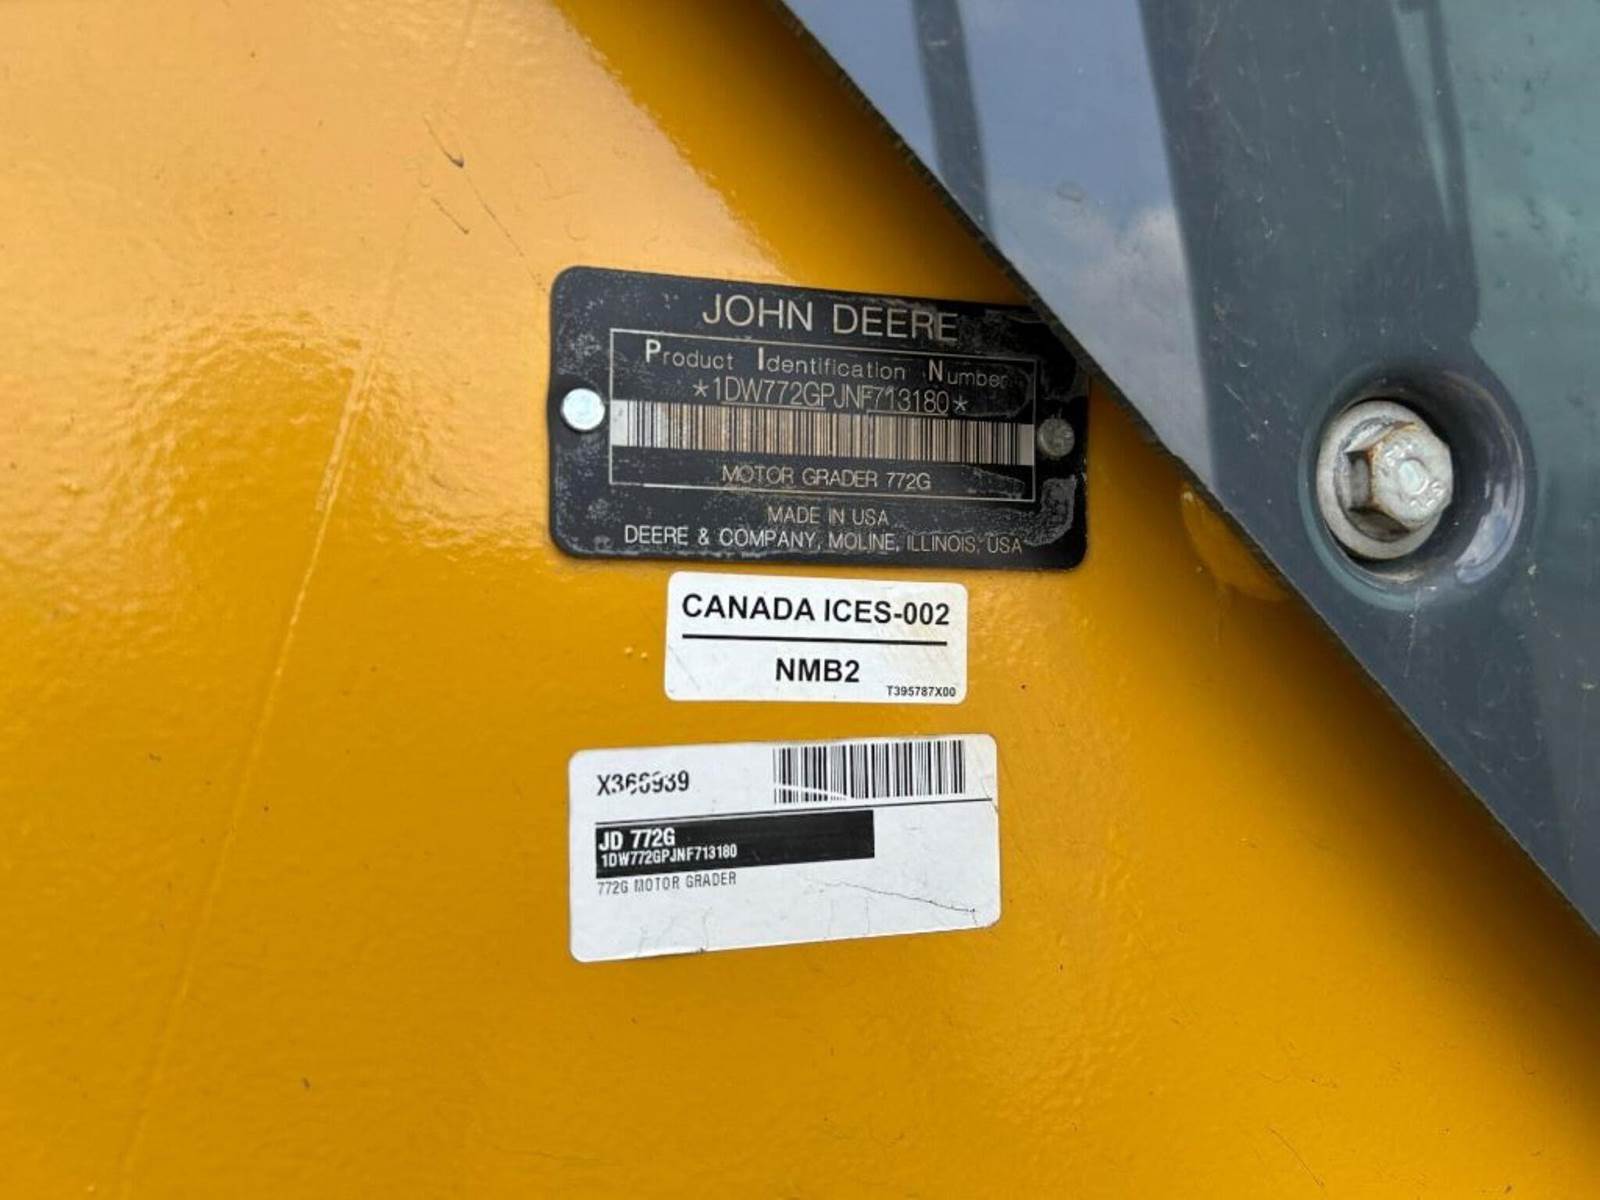 JOHN DEERE
Product Identification Number
*1DW772GPJNF713180*
MOTOR GRADER 772G
MADE IN USA
DEERE & COMPANY, MOLINE, ILLINOIS, USA
CANADA ICES-002
NMB2
T395787X00
X366939
JD 772G
1DW772GPJNF713180
772G MOTOR GRADER